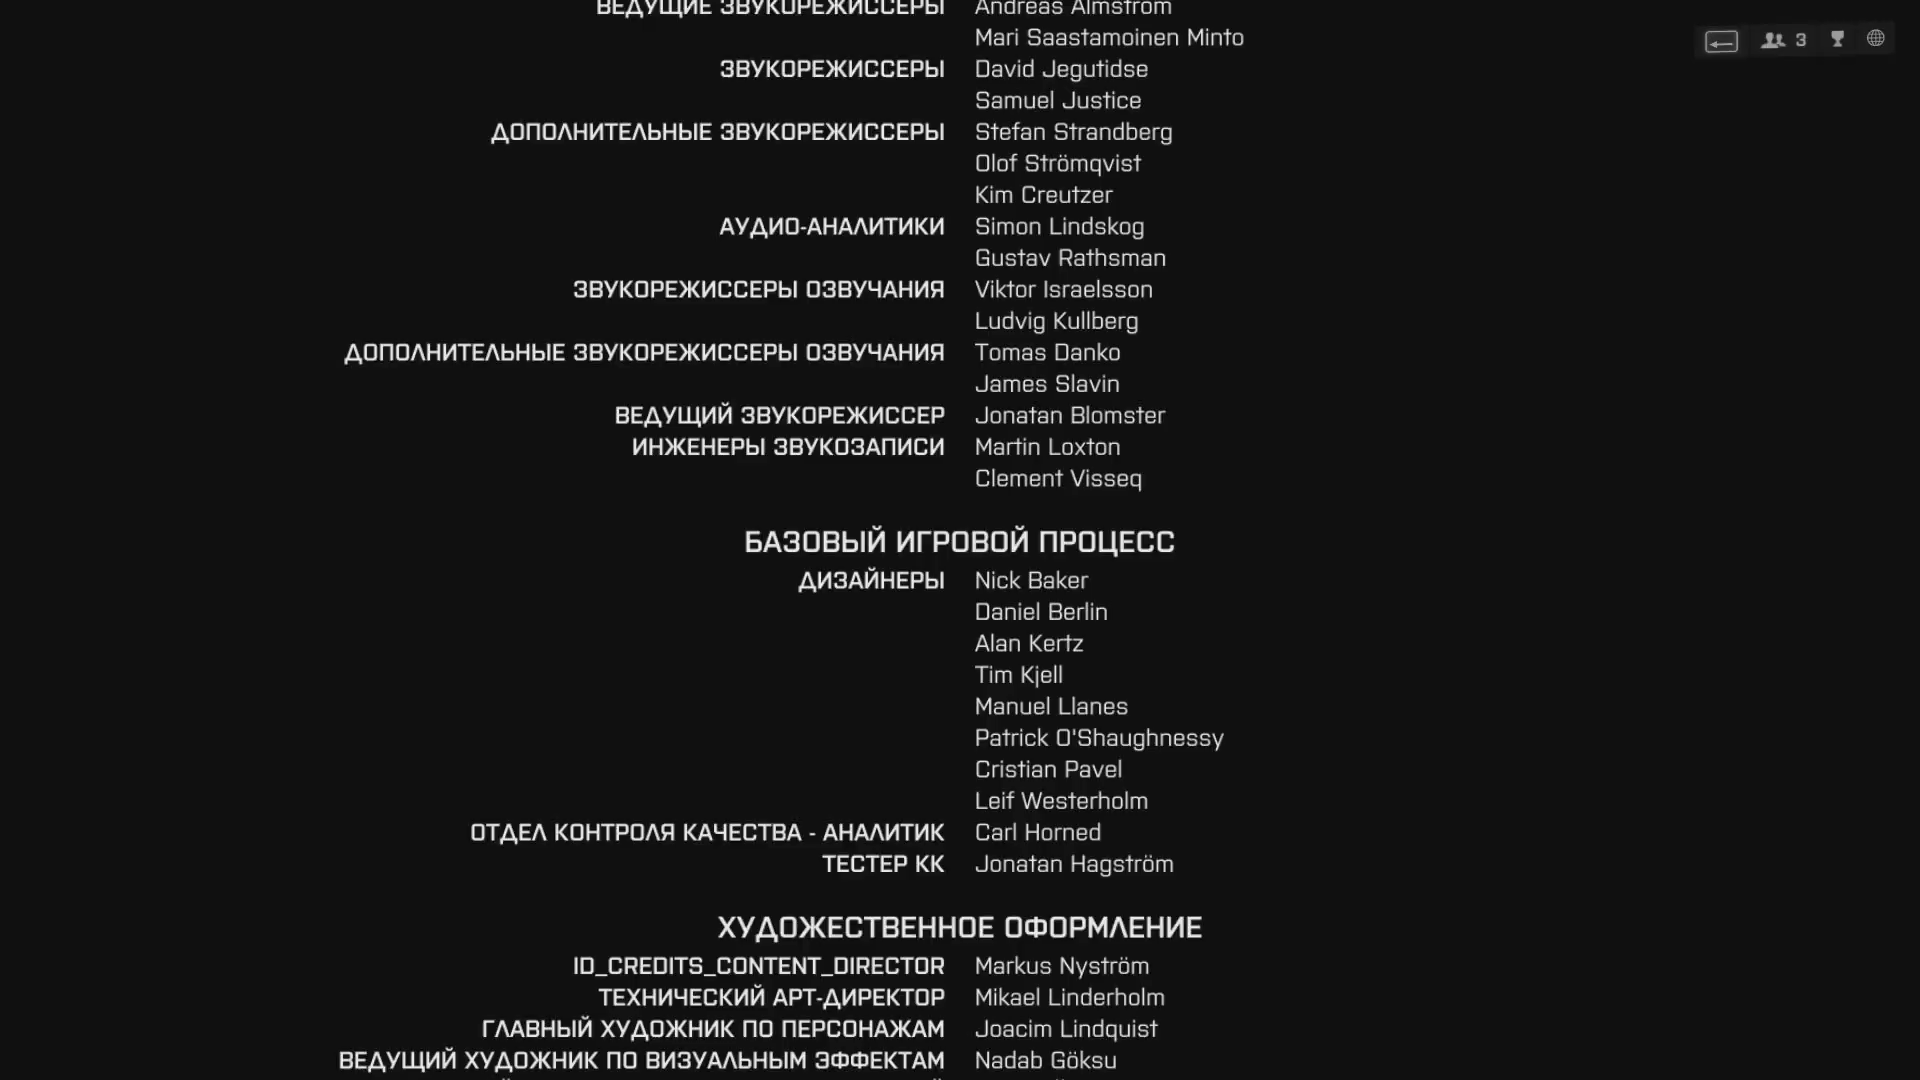 ВЕДУЩИЕ ЗВУКОРЕЖИССЕРЫ Andreas Almström
Mari Saastamoinen Minto
3
ЗВУКОРЕЖИССЕРЫ David Jegutidse
Samuel Justice
ДОПОЛНИТЕЛЬНЫЕ ЗВУКОРЕЖИССЕРЫ Stefan Strandberg
Olof Strömqvist
Kim Creutzer
АУДИО-АНАЛИТИКИ Simon Lindskog
Gustav Rathsman
ЗВУКОРЕЖИССЕРЫ ОЗВУЧАНИЯ Viktor Israelsson
Ludvig Kullberg
ДОПОЛНИТЕЛЬНЫЕ ЗВУКОРЕЖИССЕРЫ ОЗВУЧАНИЯ Tomas Danko
James Slavin
ВЕДУЩИЙ ЗВУКОРЕЖИССЕР Jonatan Blomster
ИНЖЕНЕРЫ ЗВУКОЗАПИСИ Martin Loxton
Clement Visseq
БАЗОВЫЙ ИГРОВОЙ ПРОЦЕСС
ДИЗАЙНЕРЫ Nick Baker
Daniel Berlin
Alan Kertz
Tim Kjell
Manuel Llanes
Patrick O'Shaughnessy
Cristian Pavel
Leif Westerholm
ОТДЕЛ КОНТРОЛЯ КАЧЕСТВА - АНАЛИТИК Carl Horned
ТЕСТЕР КК Jonatan Hagström
ХУДОЖЕСТВЕННОЕ ОФОРМЛЕНИЕ
ID_CREDITS_CONTENT_DIRECTOR Markus Nyström
ТЕХНИЧЕСКИЙ АРТ-ДИРЕКТОР Mikael Linderholm
ГЛАВНЫЙ ХУДОЖНИК ПО ПЕРСОНАЖАМ Joacim Lindquist
ВЕДУЩИЙ ХУДОЖНИК ПО ВИЗУАЛЬНЫМ ЭФФЕКТАМ Nadab Göksu